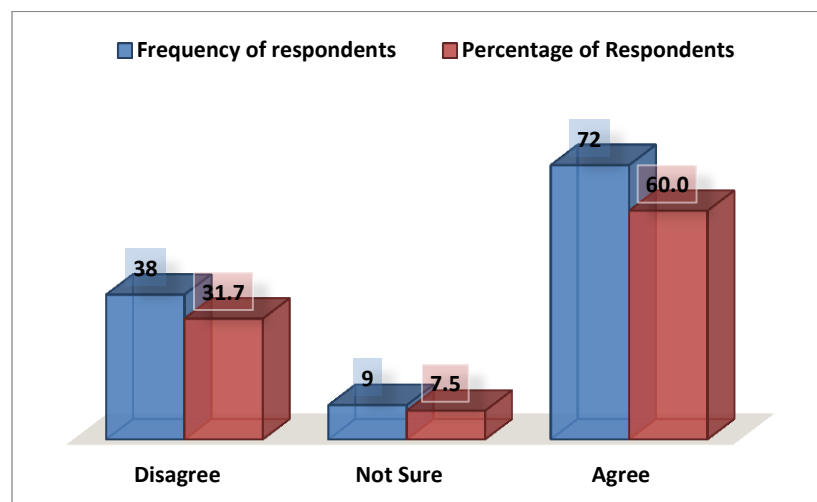 Frequency of respondents Percentage of Respondents
72
60.0
38
31.7
9 7.5
Disagree Not Sure Agree